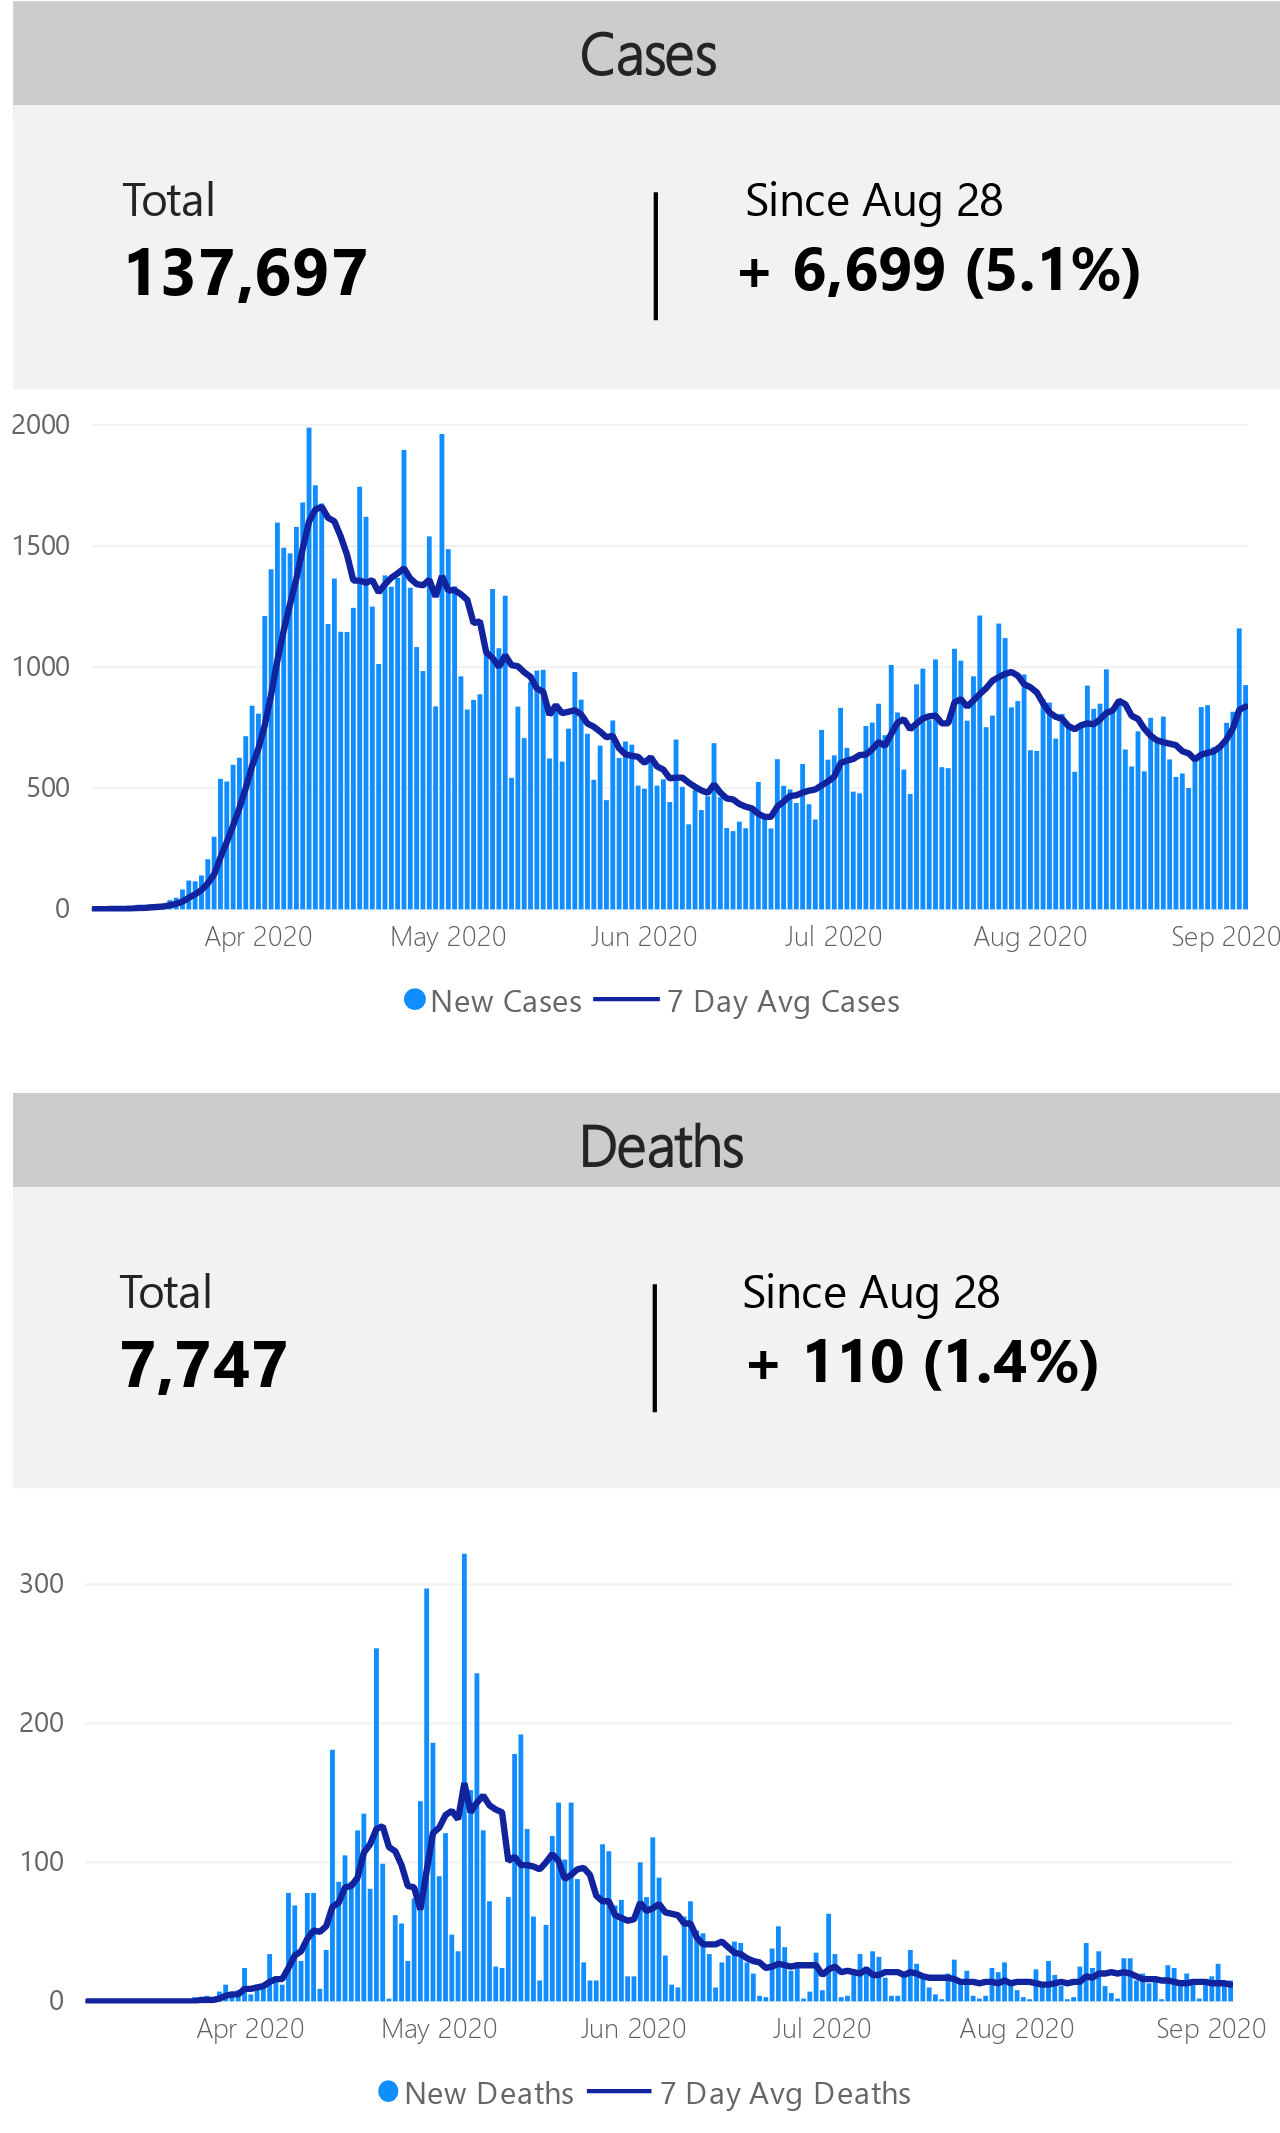 Cases
Total
Since Aug 28
137,697
+ 6,699 (5.1%)
2000
1500
1000
500
0
Apr 2020
May 2020
Jun 2020
Jul 2020
Aug 2020
Sep 2020
New Cases
7 Day Avg Cases
Deaths
Total
Since Aug 28
7,747
+ 110 (1.4%)
300
200
100
0
Apr 2020
May 2020
Jun 2020
Jul 2020
Aug 2020
Sep 2020
New Deaths
7 Day Avg Deaths